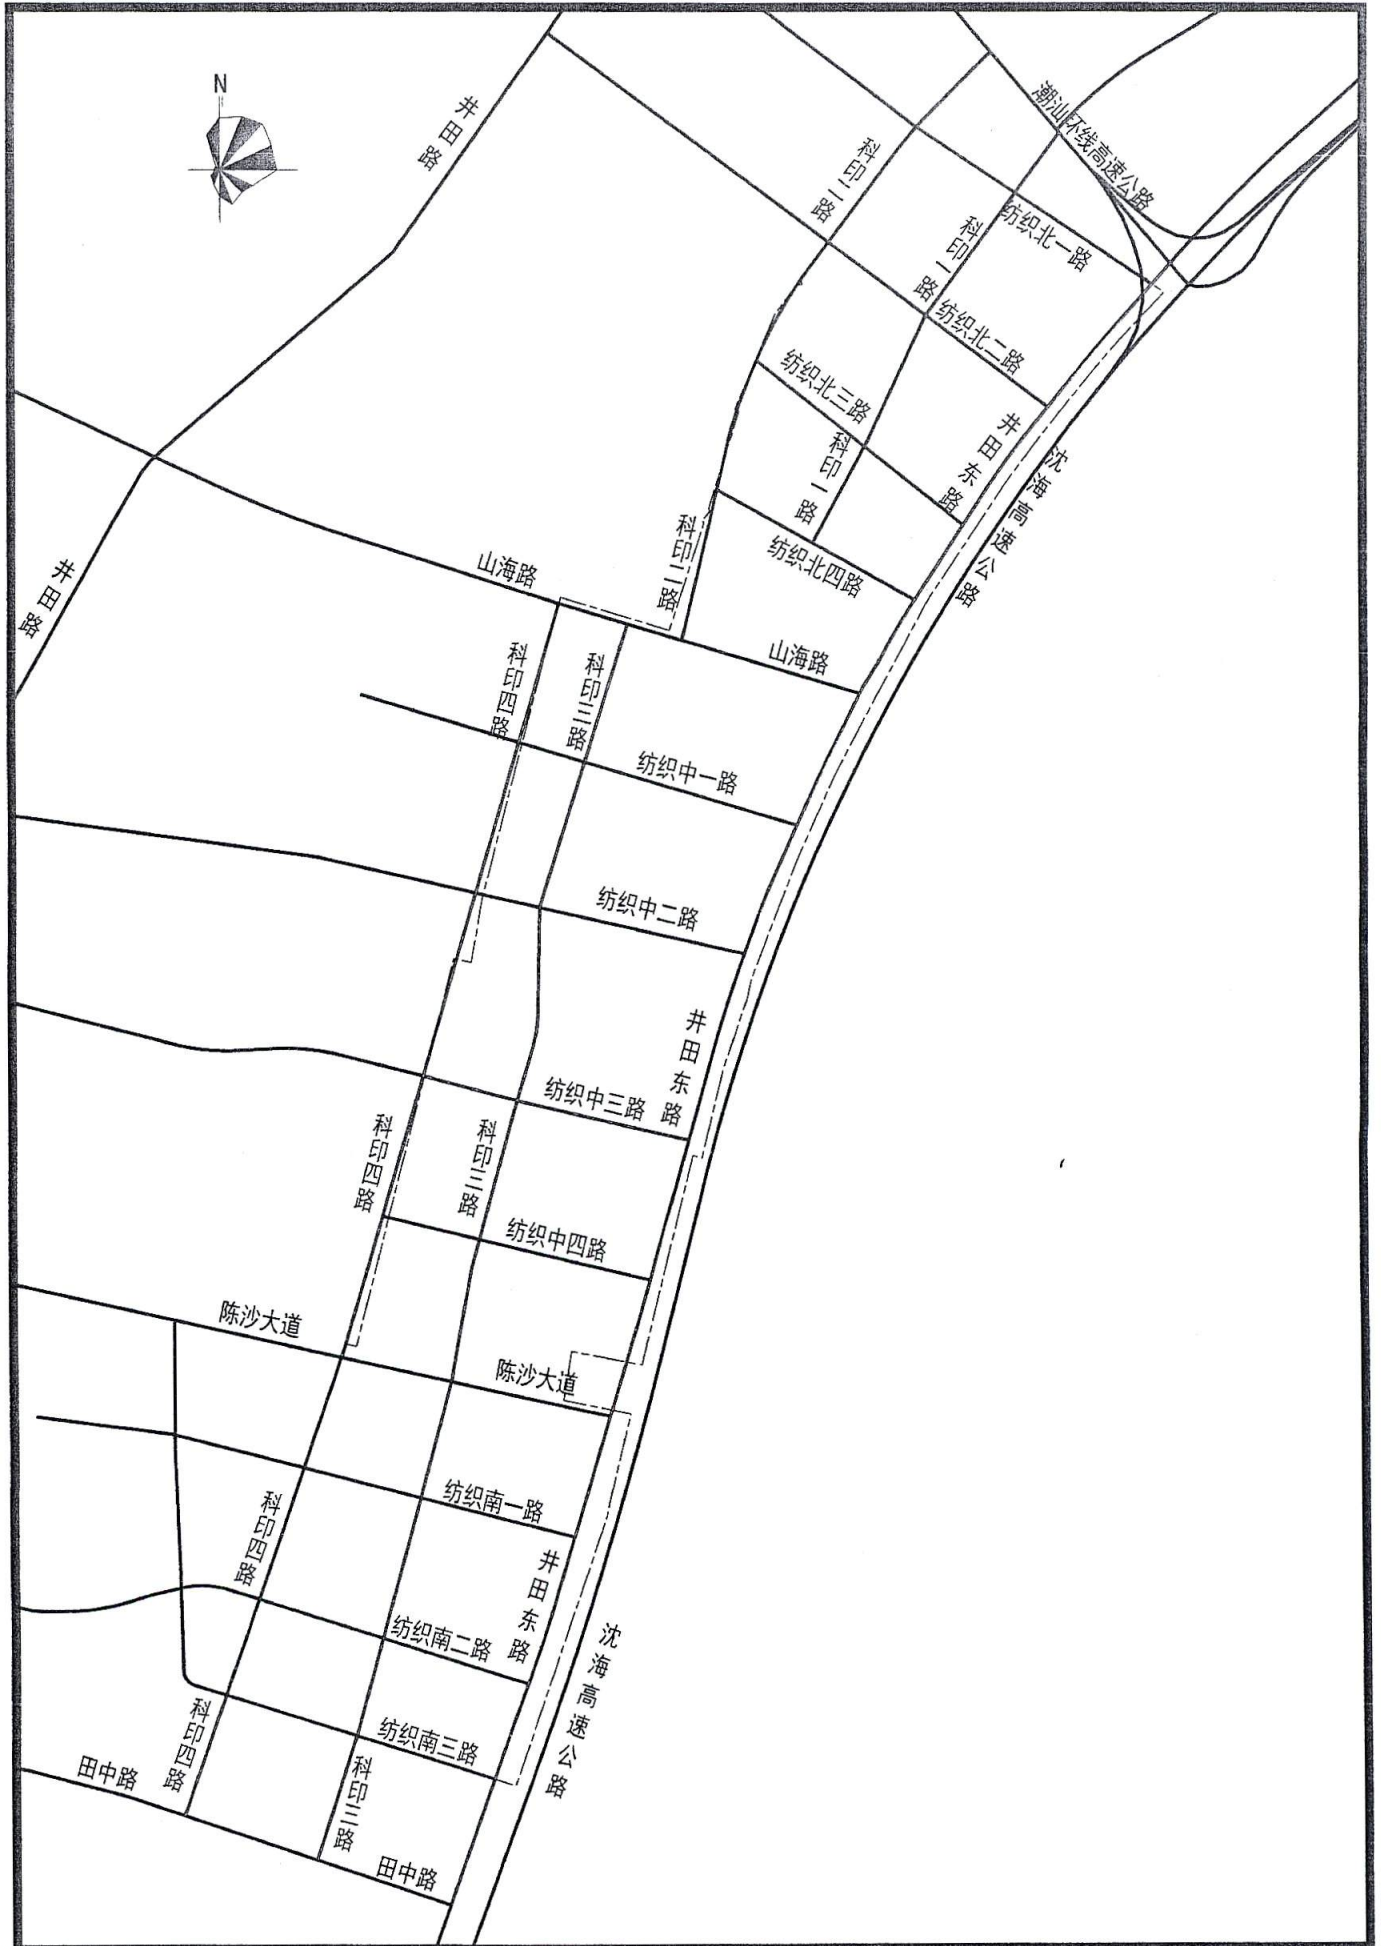 N
井田路
潮汕环线高速公路
科印二路
纺织北一路
科印一路
纺织北二路
纺织北三路
井田东路
科印一路
沈海高速公路
科印二路
纺织北四路
山海路
井田路
山海路
科印四路
科印三路
纺织中一路
纺织中二路
井田东路
纺织中三路
科印四路
科印三路
纺织中四路
陈沙大道
陈沙大道
纺织南一路
科印四路
井田东路
纺织南二路
沈海高速公路
科印四路
纺织南三路
田中路
科印三路
田中路